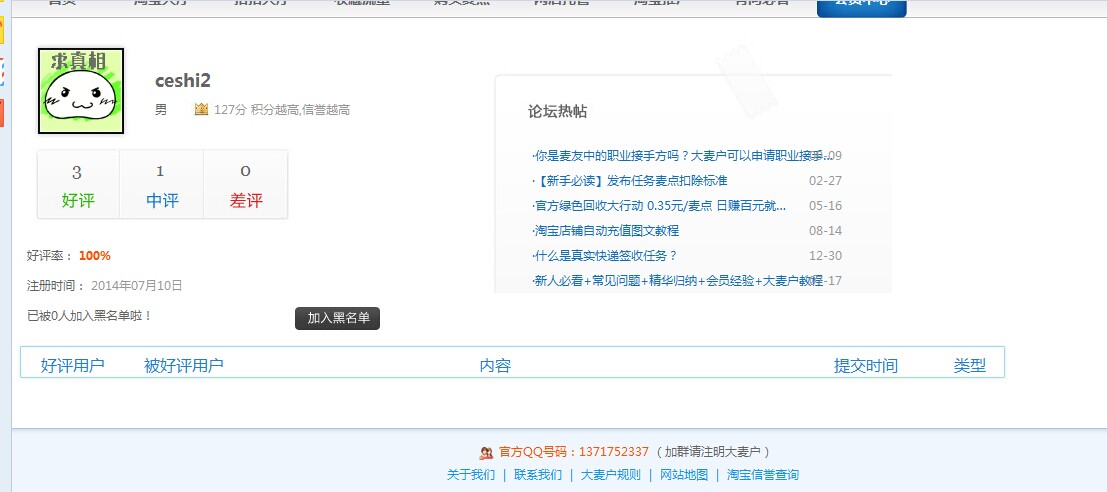 求真相
ceshi2
男 127分 积分越高,信誉越高
3 1 0
好评 中评 差评
好评率： 100%
注册时间： 2014年07月10日
已被0人加入黑名单啦！
加入黑名单
论坛热帖
·你是麦友中的职业接手方吗？大麦户可以申请职业接手... -09
·【新手必读】发布任务麦点扣除标准 02-27
·官方绿色回收大行动 0.35元/麦点 日赚百元就... 05-16
·淘宝店铺自动充值图文教程 08-14
·什么是真实快递签收任务？ 12-30
·新人必看+常见问题+精华归纳+会员经验+大麦户教程 -17
好评用户 被好评用户 内容 提交时间 类型
官方QQ号码：1371752337 （ 加群请注明大麦户 ）
关于我们 | 联系我们 | 大麦户规则 | 网站地图 | 淘宝信誉查询